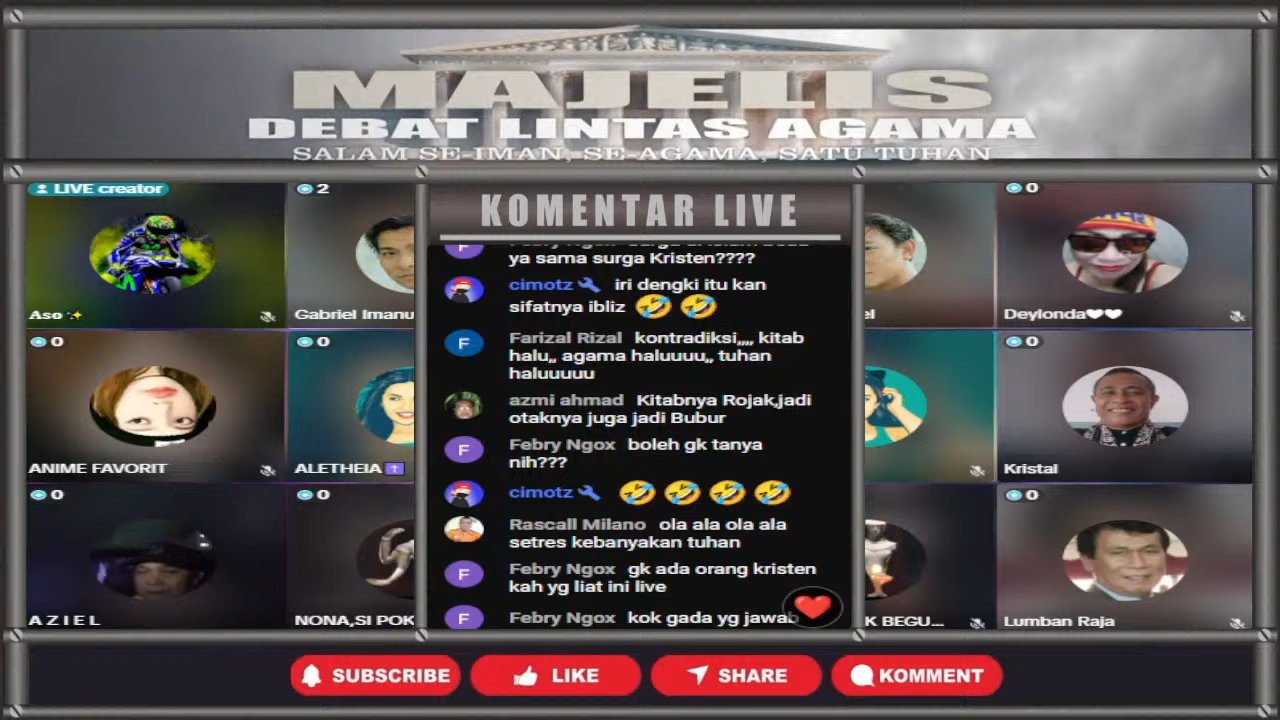 MAJELIS
DEBAT LINTAS AGAMA
SALAM SE-IMAN, SE-AGAMA, SATU TUHAN
KOMENTAR LIVE
LIVE creator
Aso
2
Gabriel Imanu
el
0
Deylonda
0
ANIME FAVORIT
0
ALETHEIA
0
Kristal
0
A Z I E L
0
NONA,SI POK
K BEGU...
0
Lumban Raja
Febry Ngox
ya sama surga Kristen????
cimotz iri dengki itu kan
sifatnya ibliz
F
Farizal Rizal kontradiksi,,,, kitab
halu,, agama haluuuu,, tuhan
haluuuuu
azmi ahmad Kitabnya Rojak,jadi
otaknya juga jadi Bubur
F
Febry Ngox boleh gk tanya
nih???
cimotz
Rascall Milano ola ala ola ala
setres kebanyakan tuhan
F
Febry Ngox gk ada orang kristen
kah yg liat ini live
F
Febry Ngox kok gada yg jawab
SUBSCRIBE
LIKE
SHARE
KOMMENT